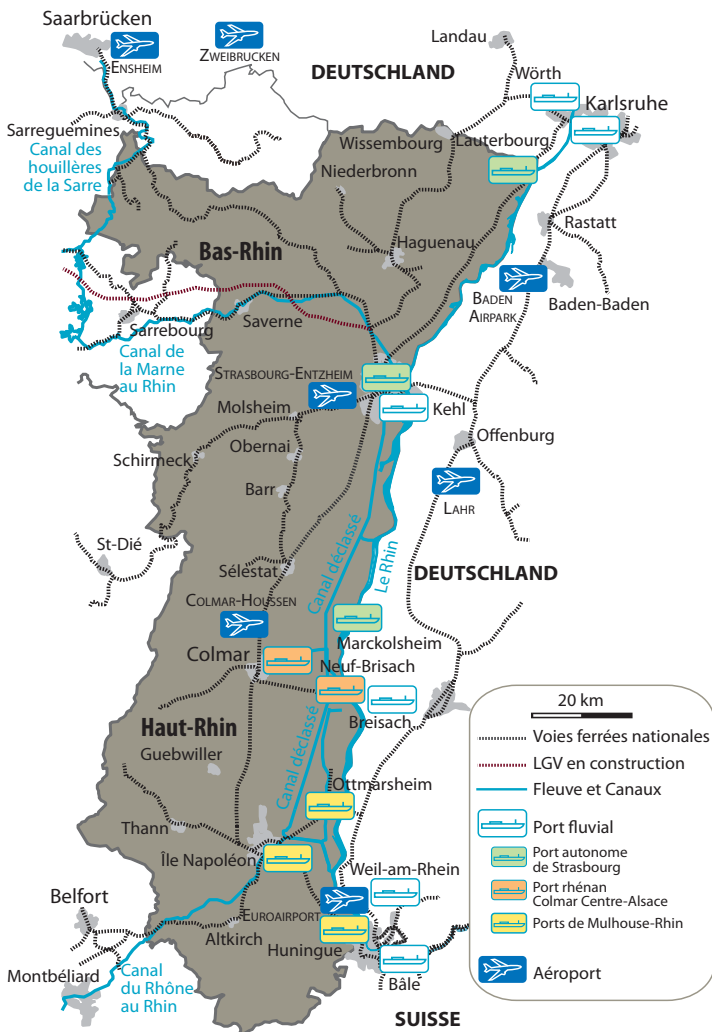 Saarbrücken
ENSHEIM
ZWEIBRUCKEN
DEUTSCHLAND
Landau
Wörth
Karlsruhe
Sarreguemines
Canal des
houillères
de la Sarre
Wissembourg
Lauterbourg
Niederbronn
Rastatt
Haguenau
Bas-Rhin
BADEN
AIRPARK
Baden-Baden
Saverne
Sarrebourg
Canal de
la Marne
au Rhin
STRASBOURG-ENTZHEIM
Molsheim
Kehl
Offenburg
Obernai
Schirmeck
Barr
LAHR
St-Dié
Canal déclassé
Le Rhin
Sélestat
DEUTSCHLAND
COLMAR-HOUSSEN
Marckolsheim
Colmar
Neuf-Brisach
Breisach
Haut-Rhin
Guebwiller
Canal déclassé
Ottmarsheim
Thann
Île Napoléon
Weil-am-Rhein
Belfort
EUROAIRPORT
Altkirch
Huningue
Montbéliard
Canal
du Rhône
au Rhin
Bâle
SUISSE
20 km
Voies ferrées nationales
LGV en construction
Fleuve et Canaux
Port fluvial
Port autonome
de Strasbourg
Port rhénan
Colmar Centre-Alsace
Ports de Mulhouse-Rhin
Aéroport